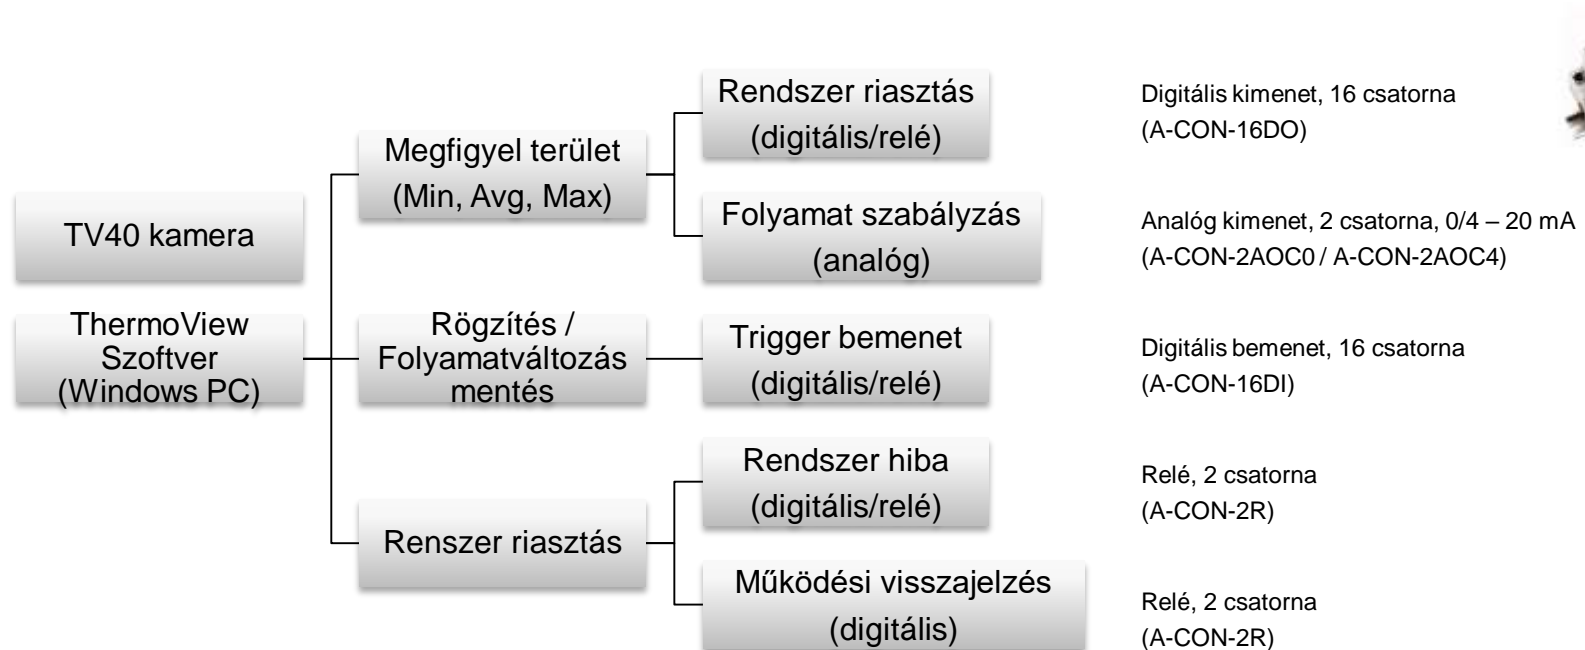 TV40 kamera
ThermoView
Szoftver
(Windows PC)
Megfigyel terület
(Min, Avg, Max)
Rögzítés /
Folyamatváltozás
mentés
Renszer riasztás
Rendszer riasztás
(digitális/relé)
Folyamat szabályzás
(analóg)
Trigger bemenet
(digitális/relé)
Rendszer hiba
(digitális/relé)
Működési visszajelzés
(digitális)
Digitális kimenet, 16 csatorna
(A-CON-16DO)
Analóg kimenet, 2 csatorna, 0/4 – 20 mA
(A-CON-2AOC0 / A-CON-2AOC4)
Digitális bemenet, 16 csatorna
(A-CON-16DI)
Relé, 2 csatorna
(A-CON-2R)
Relé, 2 csatorna
(A-CON-2R)